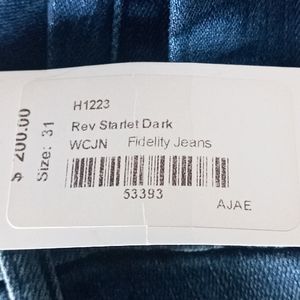 $ 200.00
Size: 31
H1223
Rev Starlet Dark
WCJN Fidelity Jeans
53393
AJAE